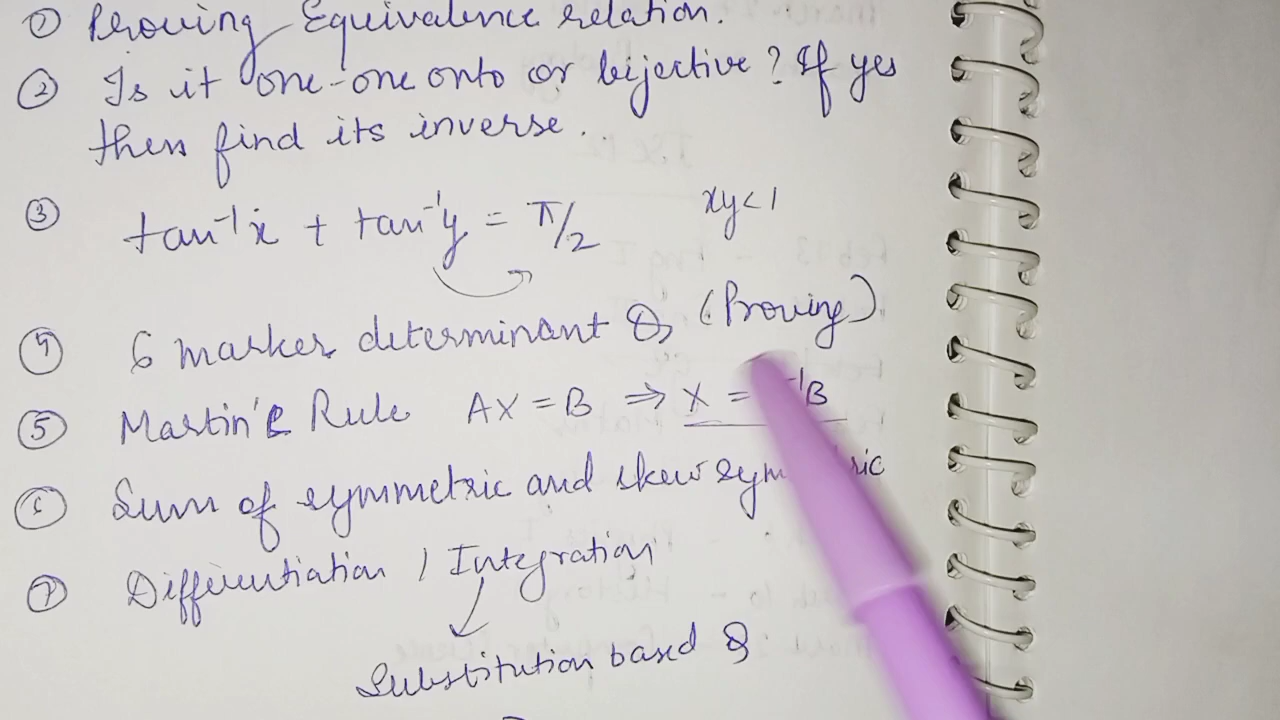 ① Proving Equivalence relation.
② Is it one-one onto or bijective? If yes
then find its inverse.
③ tan⁻¹x + tan⁻¹y = π/2 xy<1
④ 6 marker determinant Q (Proving)
⑤ Martin's Rule AX = B ⇒ X = ⁻¹B
⑥ Sum of symmetric and skew symmetric
⑦ Differentiation / Integration
Substitution based Q